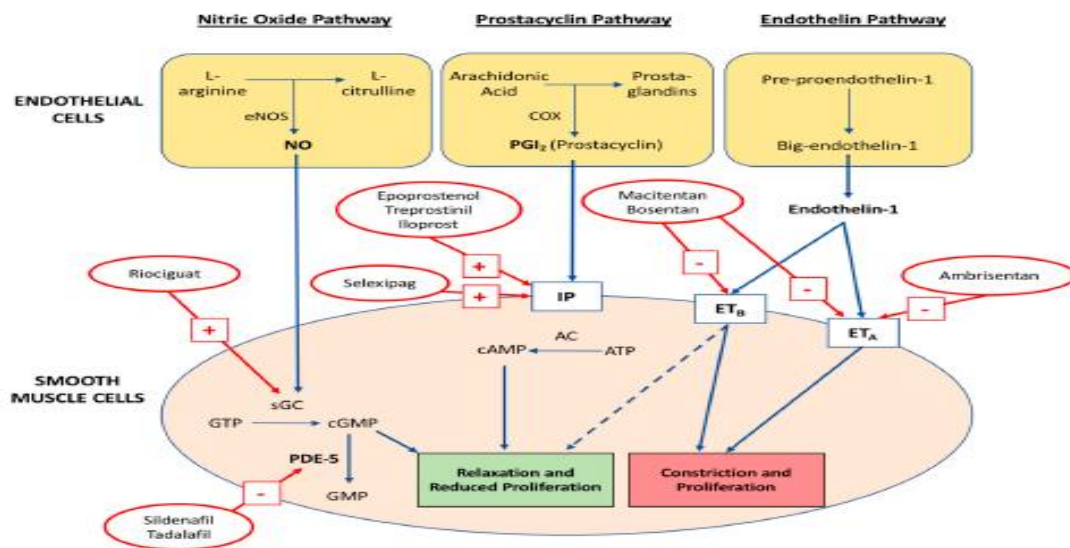 Nitric Oxide Pathway
Prostacyclin Pathway
Endothelin Pathway
ENDOTHELIAL
CELLS
L-
arginine
L-
citrulline
eNOS
NO
Arachidonic
Acid
Prosta-
glandins
COX
PGI₂ (Prostacyclin)
Pre-proendothelin-1
Big-endothelin-1
Endothelin-1
Epoprostenol
Treprostinil
Iloprost
Macitentan
Bosentan
Riociguat
Selexipag
Ambrisentan
+
+
+
-
-
-
IP
ET_B
ET_A
AC
cAMP
ATP
SMOOTH
MUSCLE CELLS
sGC
GTP
cGMP
PDE-5
GMP
-
Sildenafil
Tadalafil
Relaxation and
Reduced Proliferation
Constriction and
Proliferation